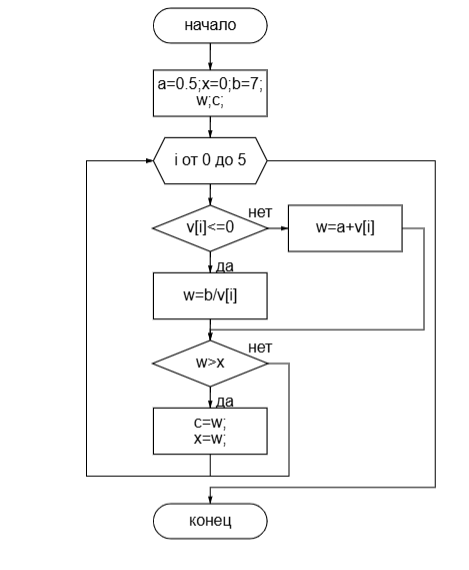 начало
a=0.5;x=0;b=7;
w;c;
i от 0 до 5
v[i]<=0
нет
w=a+v[i]
да
w=b/v[i]
w>x
нет
да
c=w;
x=w;
конец